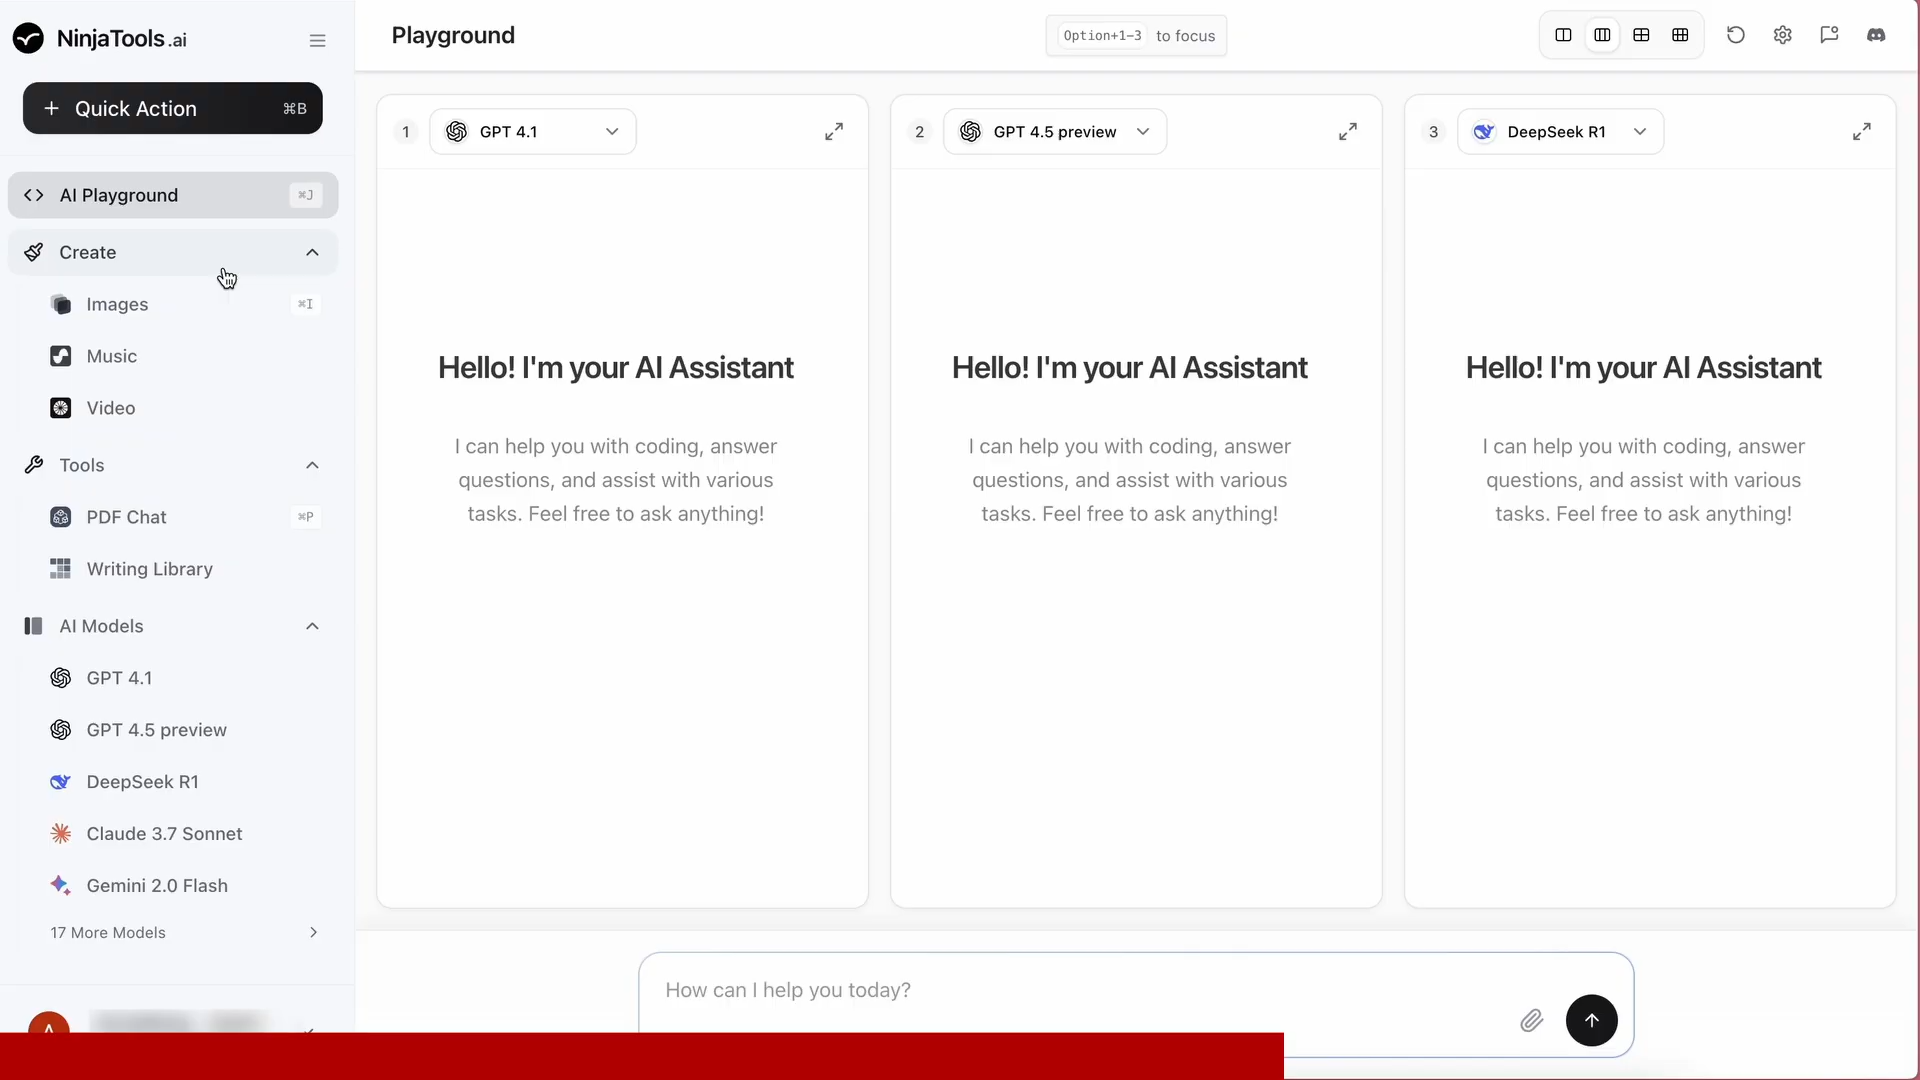 NinjaTools.ai
Quick Action ⌘B
AI Playground ⌘J
Create
Images ⌘I
Music
Video
Tools
PDF Chat ⌘P
Writing Library
AI Models
GPT 4.1
GPT 4.5 preview
DeepSeek R1
Claude 3.7 Sonnet
Gemini 2.0 Flash
17 More Models
Playground
Option+1–3 to focus
1 GPT 4.1
Hello! I'm your AI Assistant
I can help you with coding, answer
questions, and assist with various
tasks. Feel free to ask anything!
2 GPT 4.5 preview
Hello! I'm your AI Assistant
I can help you with coding, answer
questions, and assist with various
tasks. Feel free to ask anything!
3 DeepSeek R1
Hello! I'm your AI Assistant
I can help you with coding, answer
questions, and assist with various
tasks. Feel free to ask anything!
How can I help you today?